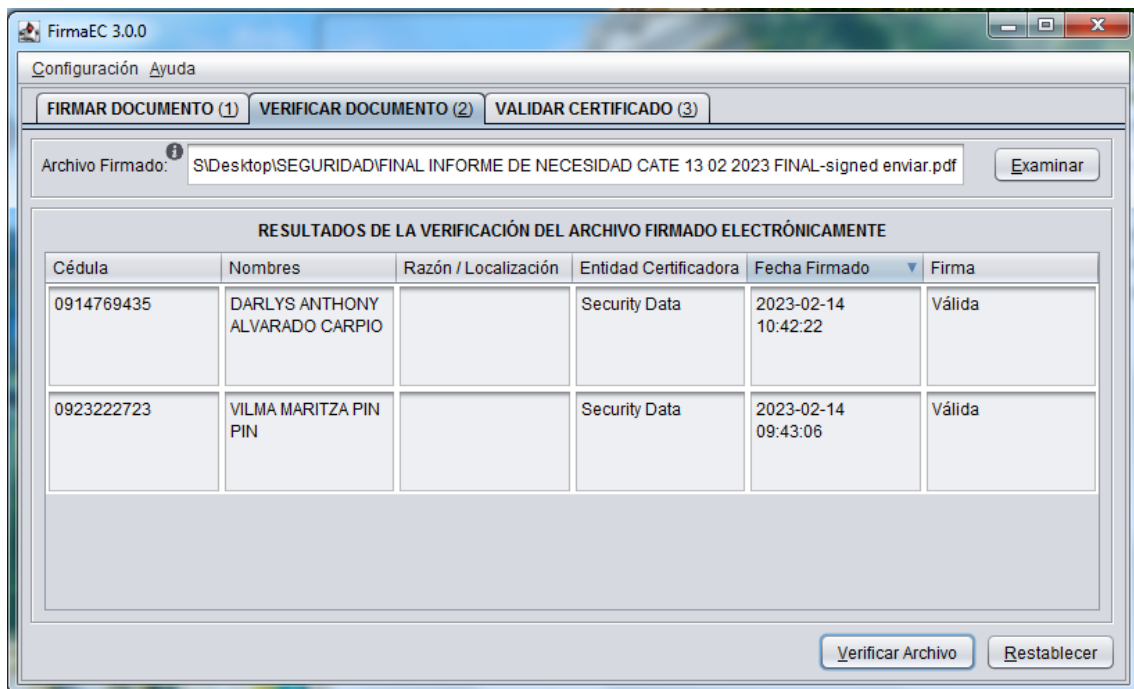 FirmaEC 3.0.0
Configuración Ayuda
FIRMAR DOCUMENTO (1) VERIFICAR DOCUMENTO (2) VALIDAR CERTIFICADO (3)
Archivo Firmado: S\Desktop\SEGURIDAD\FINAL INFORME DE NECESIDAD CATE 13 02 2023 FINAL-signed enviar.pdf Examinar
RESULTADOS DE LA VERIFICACIÓN DEL ARCHIVO FIRMADO ELECTRÓNICAMENTE
Cédula Nombres Razón / Localización Entidad Certificadora Fecha Firmado Firma
0914769435 DARLYS ANTHONY Security Data 2023-02-14 Válida
ALVARADO CARPIO 10:42:22
0923222723 VILMA MARITZA PIN Security Data 2023-02-14 Válida
PIN 09:43:06
Verificar Archivo Restablecer